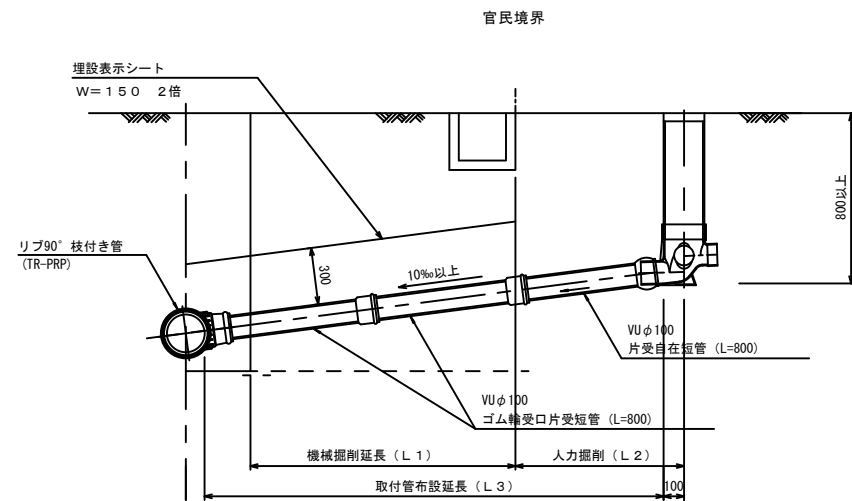 官民境界
埋設表示シート
W=150 2倍
800以上
リブ90°枝付き管
(TR-PRP)
300
10‰以上
VUφ100
片受自在短管 (L=800)
VUφ100
ゴム輪受口片受短管 (L=800)
機械掘削延長(L1)
人力掘削(L2)
取付管布設延長(L3)
100